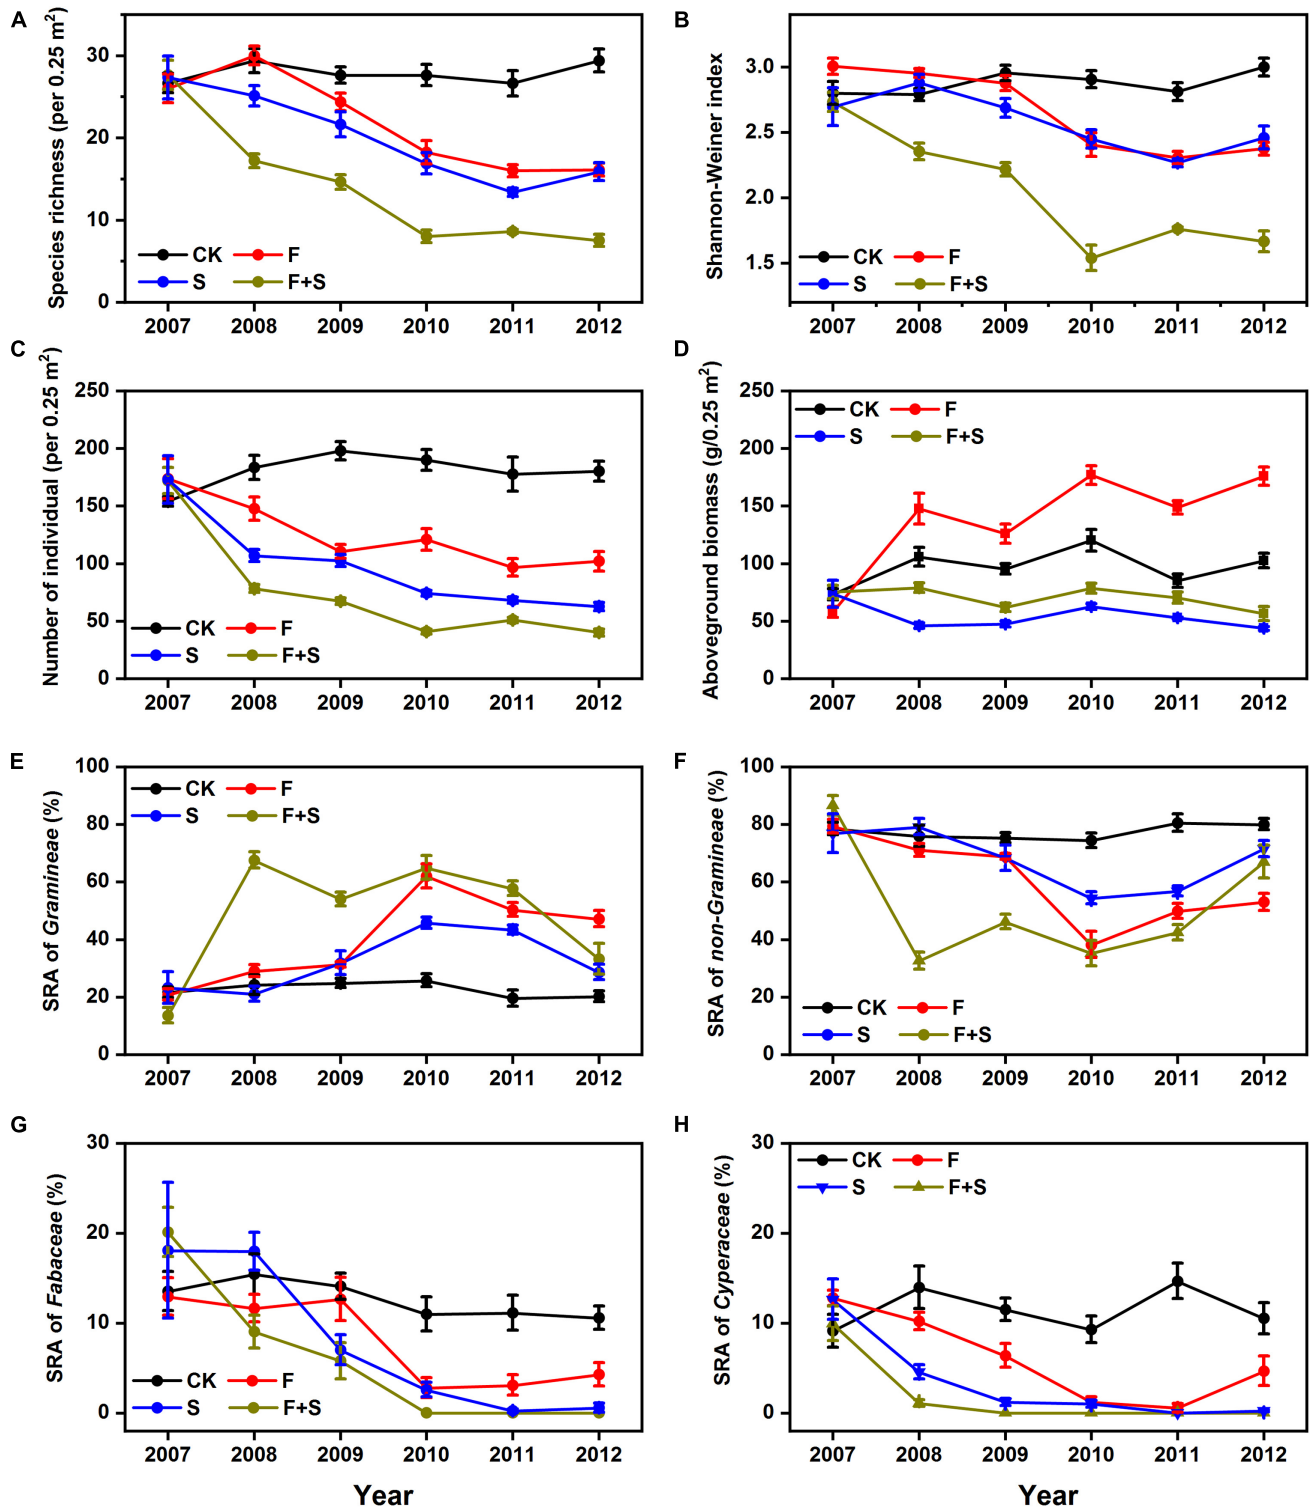 A
Species richness (per 0.25 m²)
30
20
10
0
CK F
S F+S
2007 2008 2009 2010 2011 2012
B
Shannon-Weiner index
3.0
2.5
2.0
1.5
CK F
S F+S
2007 2008 2009 2010 2011 2012
C
Number of individual (per 0.25 m²)
250
200
150
100
50
0
CK F
S F+S
2007 2008 2009 2010 2011 2012
D
Aboveground biomass (g/0.25 m²)
250
200
150
100
50
0
CK F
S F+S
2007 2008 2009 2010 2011 2012
E
SRA of Gramineae (%)
100
80
60
40
20
0
CK F
S F+S
2007 2008 2009 2010 2011 2012
F
SRA of non-Gramineae (%)
100
80
60
40
20
0
CK F
S F+S
2007 2008 2009 2010 2011 2012
G
SRA of Fabaceae (%)
30
20
10
0
CK F
S F+S
2007 2008 2009 2010 2011 2012
Year
H
SRA of Cyperaceae (%)
30
20
10
0
CK F
S F+S
2007 2008 2009 2010 2011 2012
Year